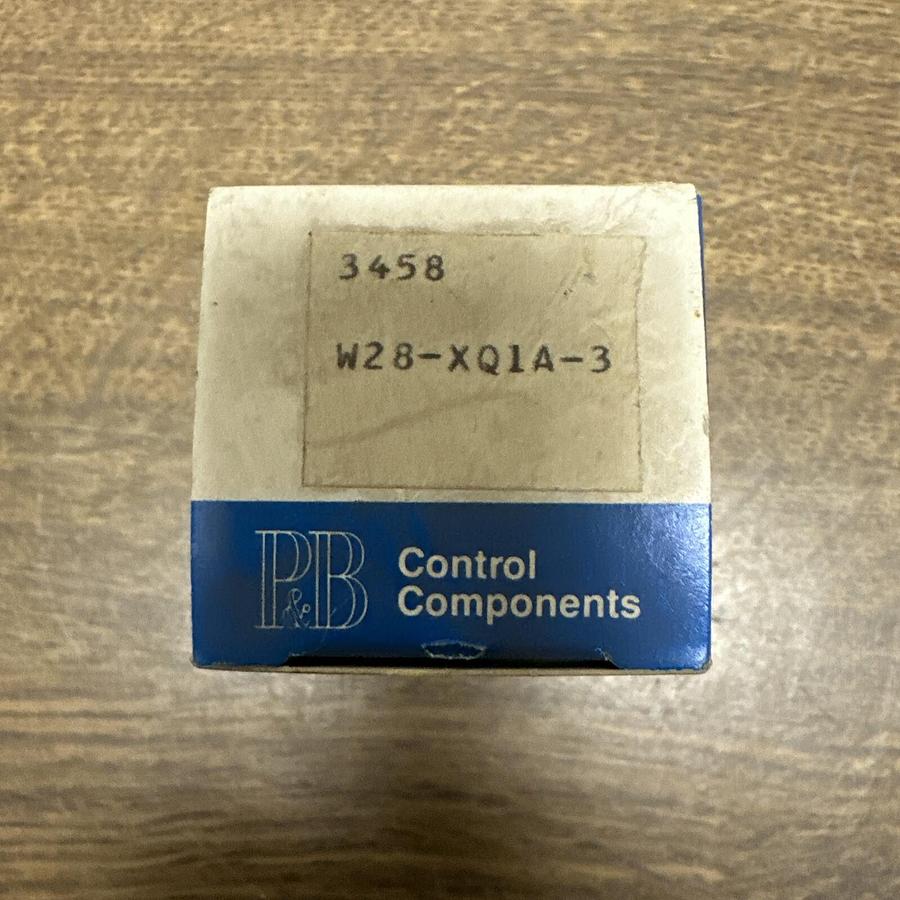 3458
W28-XQ1A-3
P&B
Control
Components